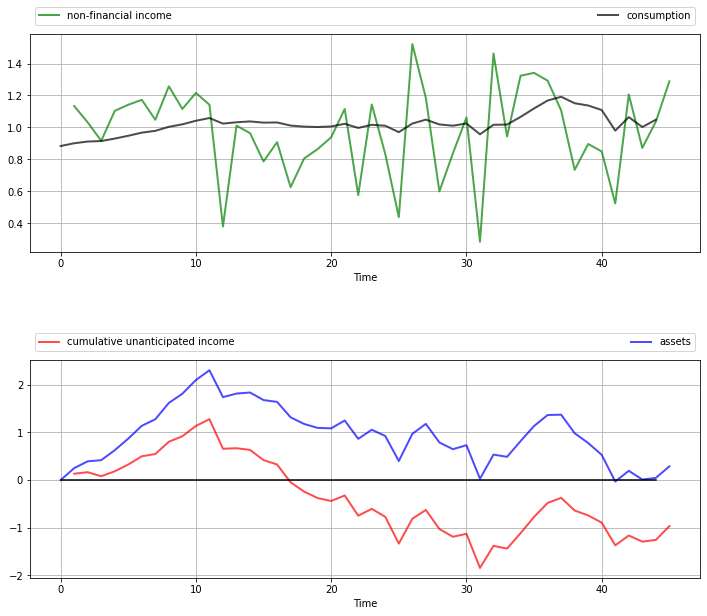 non-financial income consumption
1.4
1.2
1.0
0.8
0.6
0.4
0 10 20 30 40
Time
cumulative unanticipated income assets
2
1
0
−1
−2
0 10 20 30 40
Time